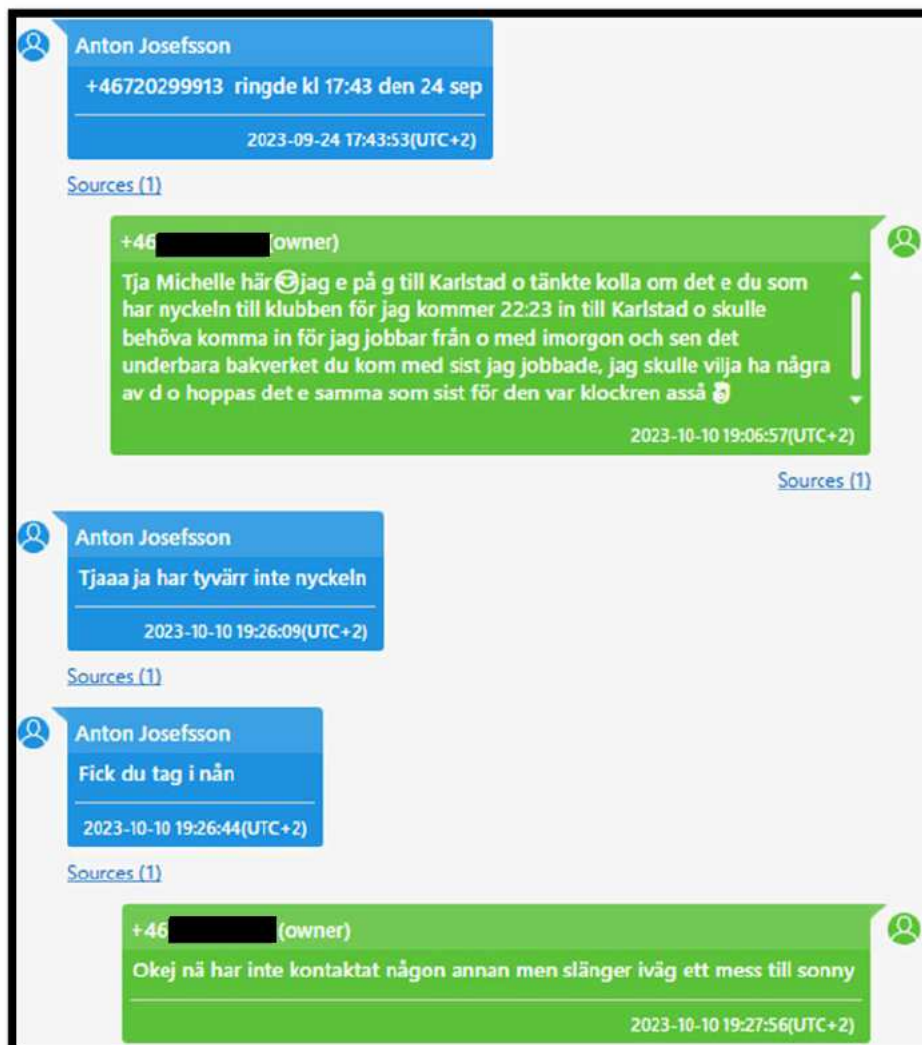 Anton Josefsson
+46720299913 ringde kl 17:43 den 24 sep
2023-09-24 17:43:53(UTC+2)
Sources (1)
+46 (owner)
Tja Michelle här jag e på g till Karlstad o tänkte kolla om det e du som
har nyckeln till klubben för jag kommer 22:23 in till Karlstad o skulle
behöva komma in för jag jobbar från o med imorgon och sen det
underbara bakverket du kom med sist jag jobbade, jag skulle vilja ha några
av d o hoppas det e samma som sist för den var klockren asså
2023-10-10 19:06:57(UTC+2)
Sources (1)
Anton Josefsson
Tjaaa ja har tyvärr inte nyckeln
2023-10-10 19:26:09(UTC+2)
Sources (1)
Anton Josefsson
Fick du tag i nån
2023-10-10 19:26:44(UTC+2)
Sources (1)
+46 (owner)
Okej nä har inte kontaktat någon annan men slänger iväg ett mess till sonny
2023-10-10 19:27:56(UTC+2)